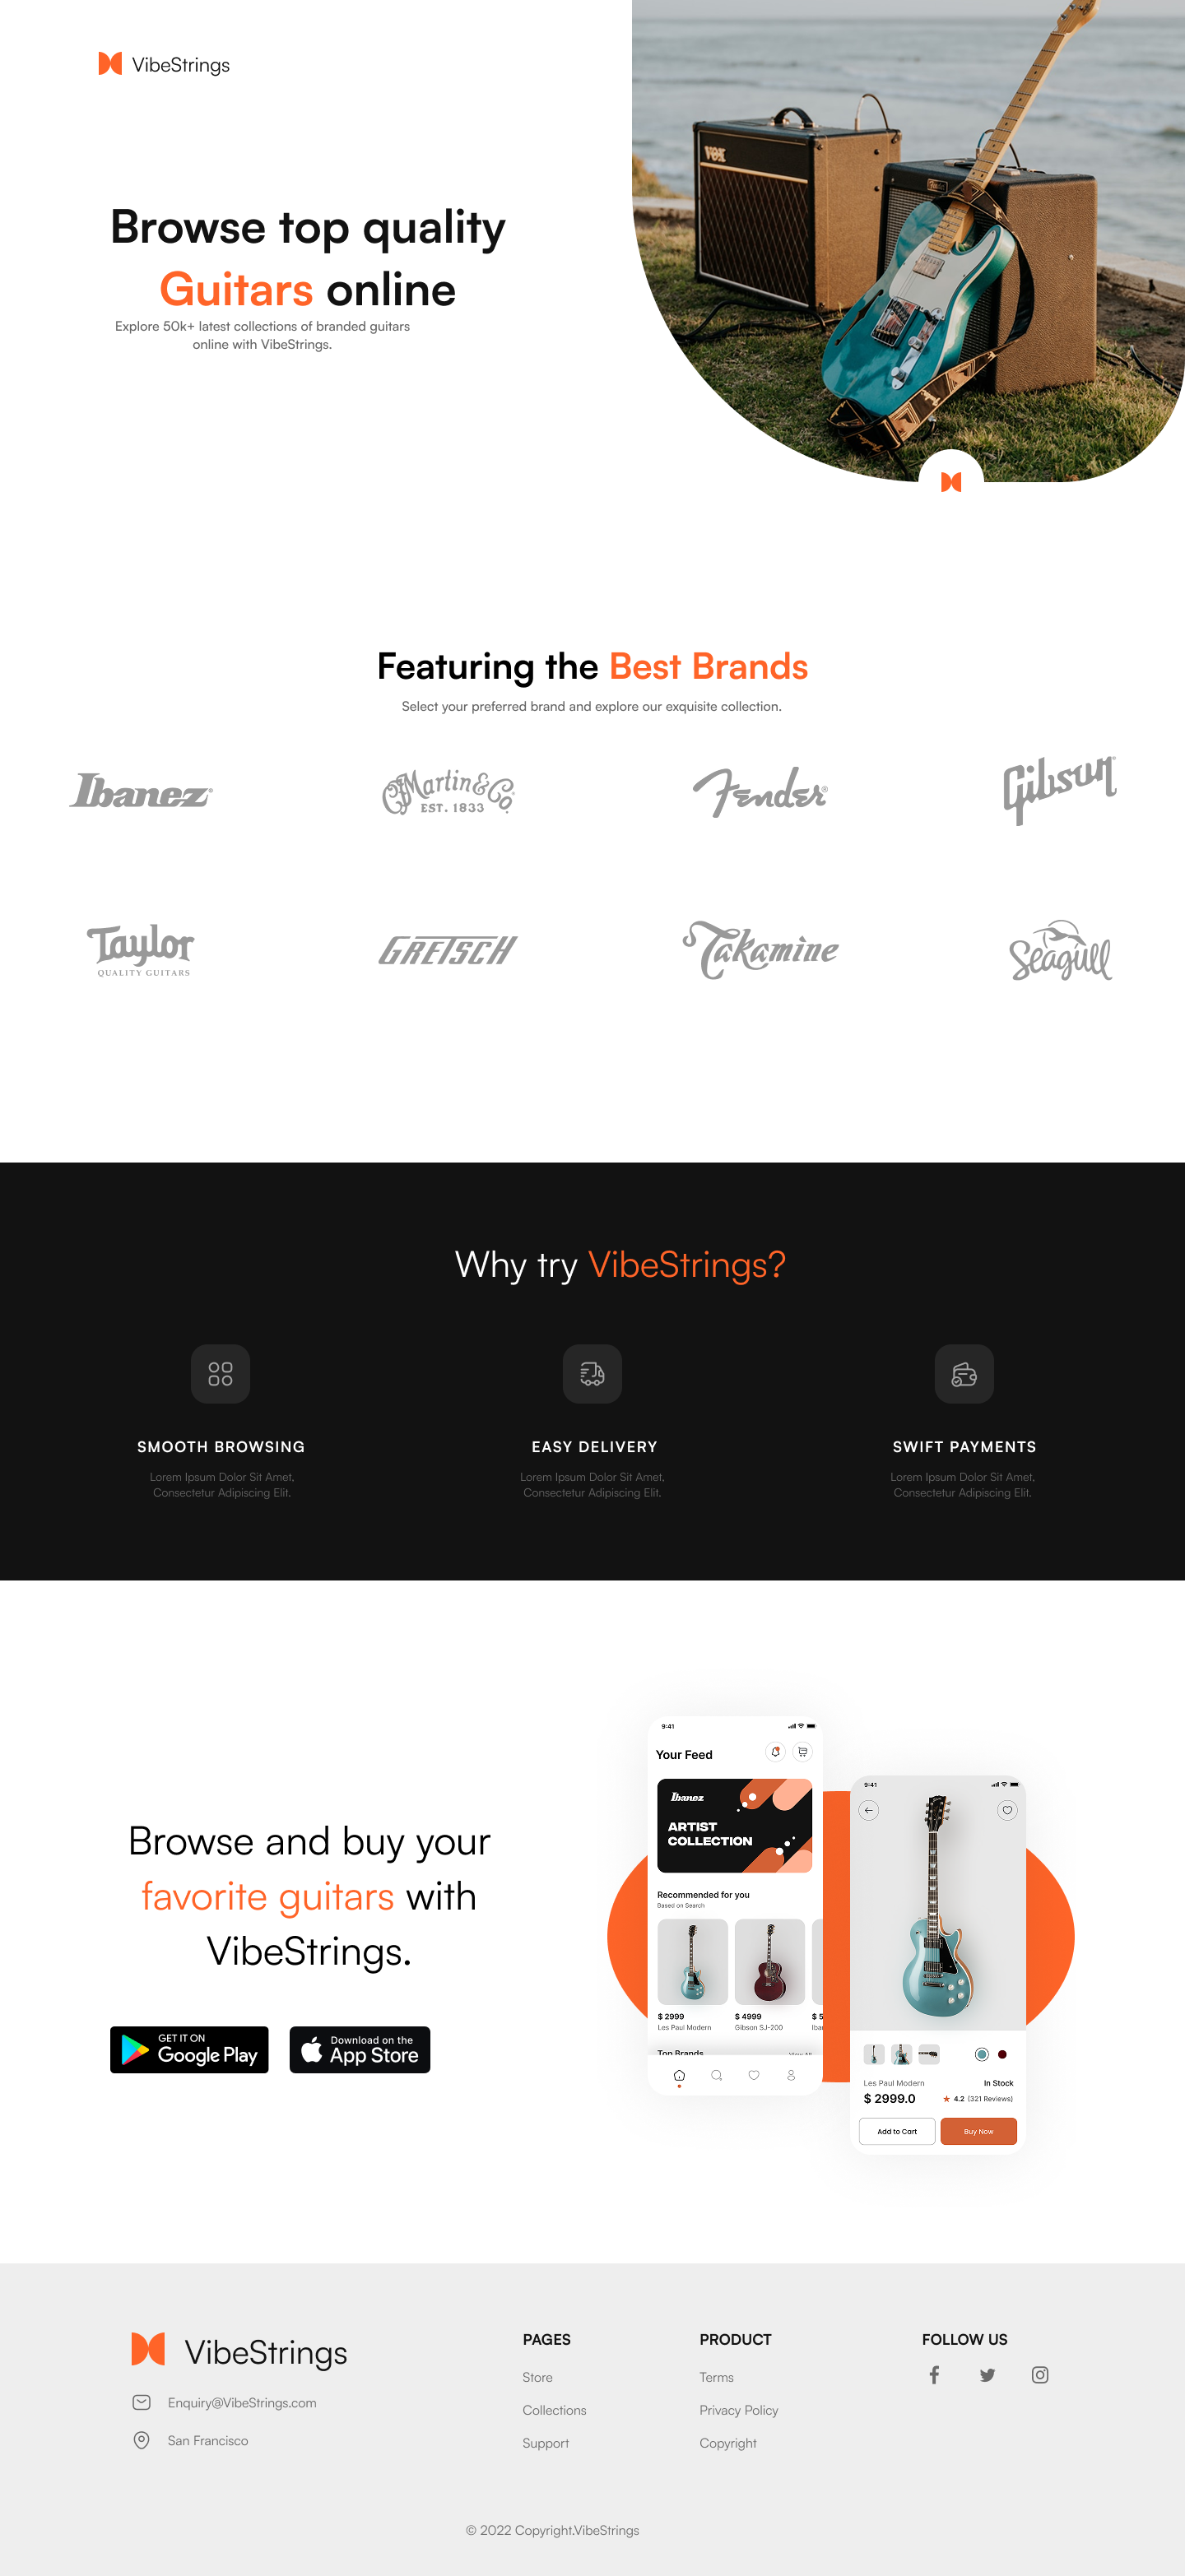 VibeStrings
VOX
Browse top quality
Guitars online
Explore 50k+ latest collections of branded guitars
online with VibeStrings.
Featuring the Best Brands
Select your preferred brand and explore our exquisite collection.
Ibanez®
CF Martin & Co.
EST. 1833
Fender®
Gibson
Taylor
QUALITY GUITARS
GRETSCH
Takamine
Seagull
Why try VibeStrings?
SMOOTH BROWSING
Lorem Ipsum Dolor Sit Amet,
Consectetur Adipiscing Elit.
EASY DELIVERY
Lorem Ipsum Dolor Sit Amet,
Consectetur Adipiscing Elit.
SWIFT PAYMENTS
Lorem Ipsum Dolor Sit Amet,
Consectetur Adipiscing Elit.
Browse and buy your
favorite guitars with
VibeStrings.
GET IT ON
Google Play
Download on the
App Store
9:41
Your Feed
Ibanez
ARTIST
COLLECTION
Recommended for you
Based on Search
$ 2999
Les Paul Modern
$ 4999
Gibson SJ-200
$ 5
Iba
Top Brands
View All
9:41
Les Paul Modern
In Stock
$ 2999.0
4.2 (321 Reviews)
Add to Cart
Buy Now
VibeStrings
Enquiry@VibeStrings.com
San Francisco
PAGES
Store
Collections
Support
PRODUCT
Terms
Privacy Policy
Copyright
FOLLOW US
© 2022 Copyright.VibeStrings